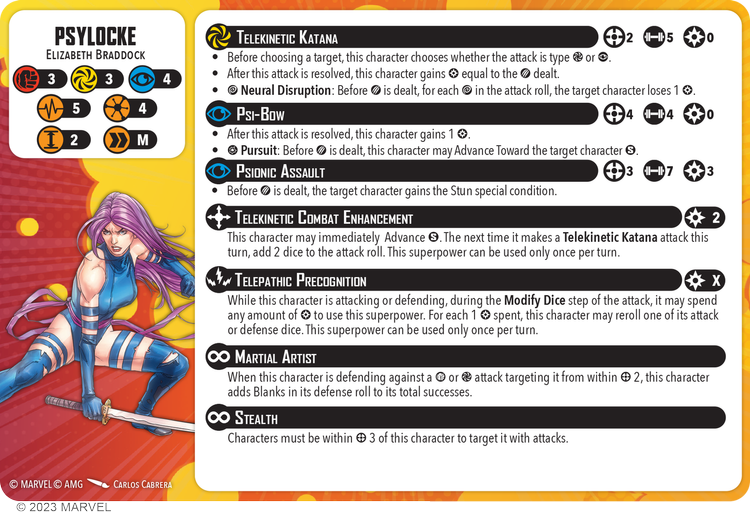 PSYLOCKE
ELIZABETH BRADDOCK
3 3 4
5 4
2 M
TELEKINETIC KATANA 2 5 0
• Before choosing a target, this character chooses whether the attack is type or .
• After this attack is resolved, this character gains equal to the dealt.
• Neural Disruption: Before is dealt, for each in the attack roll, the target character loses 1 .
PSI-BOW 4 4 0
• After this attack is resolved, this character gains 1 .
• Pursuit: Before is dealt, this character may Advance Toward the target character S.
PSIONIC ASSAULT 3 7 3
• Before is dealt, the target character gains the Stun special condition.
TELEKINETIC COMBAT ENHANCEMENT 2
This character may immediately Advance S. The next time it makes a Telekinetic Katana attack this
turn, add 2 dice to the attack roll. This superpower can be used only once per turn.
TELEPATHIC PRECOGNITION X
While this character is attacking or defending, during the Modify Dice step of the attack, it may spend
any amount of to use this superpower. For each 1 spent, this character may reroll one of its attack
or defense dice. This superpower can be used only once per turn.
MARTIAL ARTIST
When this character is defending against a or attack targeting it from within 2, this character
adds Blanks in its defense roll to its total successes.
STEALTH
Characters must be within 3 of this character to target it with attacks.
© MARVEL © AMG CARLOS CABRERA
© 2023 MARVEL